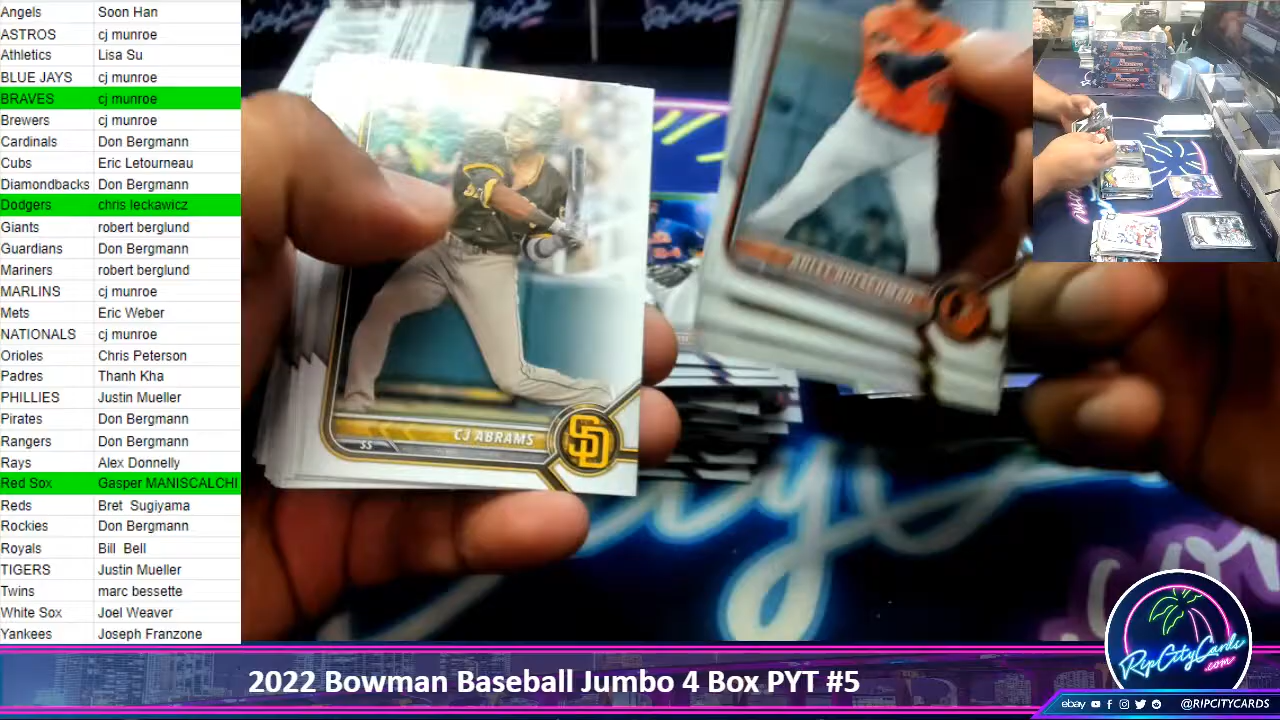 Angels Soon Han
ASTROS cj munroe
Athletics Lisa Su
BLUE JAYS cj munroe
BRAVES cj munroe
Brewers cj munroe
Cardinals Don Bergmann
Cubs Eric Letourneau
Diamondbacks Don Bergmann
Dodgers chris leckawicz
Giants robert berglund
Guardians Don Bergmann
Mariners robert berglund
MARLINS cj munroe
Mets Eric Weber
NATIONALS cj munroe
Orioles Chris Peterson
Padres Thanh Kha
PHILLIES Justin Mueller
Pirates Don Bergmann
Rangers Don Bergmann
Rays Alex Donnelly
Red Sox Gasper MANISCALCHI
Reds Bret Sugiyama
Rockies Don Bergmann
Royals Bill Bell
TIGERS Justin Mueller
Twins marc bessette
White Sox Joel Weaver
Yankees Joseph Franzone
SS CJ ABRAMS SD
RipCityCards
.com
2022 Bowman Baseball Jumbo 4 Box PYT #5
ebay @RIPCITYCARDS